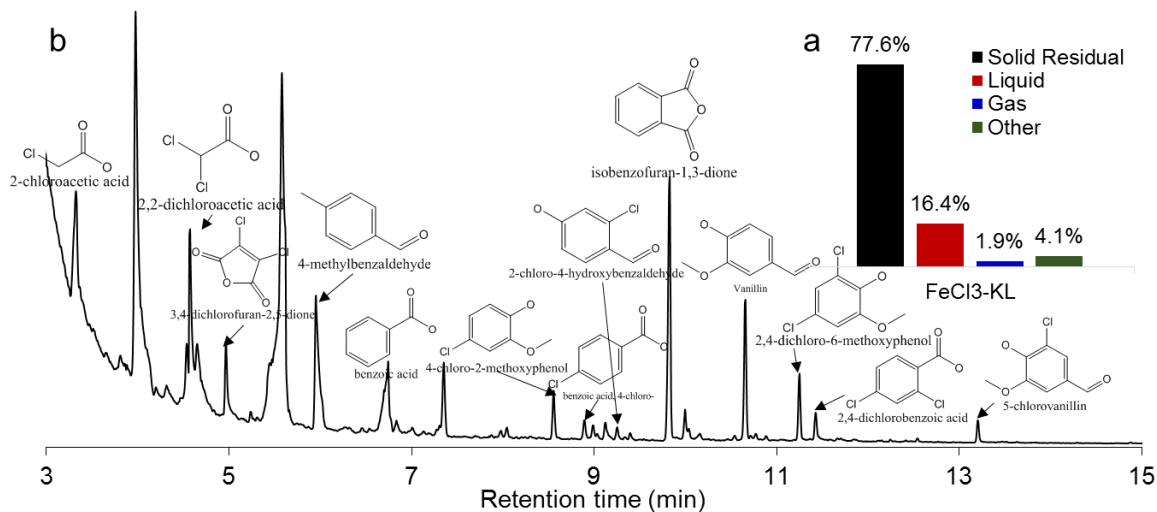 b
a
77.6%
Solid Residual
Liquid
Gas
Other
16.4%
1.9%
4.1%
FeCl3-KL
Cl
O
O
2-chloroacetic acid
Cl
O
O
Cl
2,2-dichloroacetic acid
Cl
Cl
O
O
O
3,4-dichlorofuran-2,5-dione
O
4-methylbenzaldehyde
O
O
benzoic acid
O
O
Cl
4-chloro-2-methoxyphenol
O
Cl
O
2-chloro-4-hydroxybenzaldehyde
O
O
Cl
benzoic acid, 4-chloro-
O
O
O
isobenzofuran-1,3-dione
O
O
O
Vanillin
Cl
O
O
Cl
2,4-dichloro-6-methoxyphenol
O
O
Cl
Cl
2,4-dichlorobenzoic acid
Cl
O
O
O
5-chlorovanillin
3 5 7 9 11 13 15
Retention time (min)